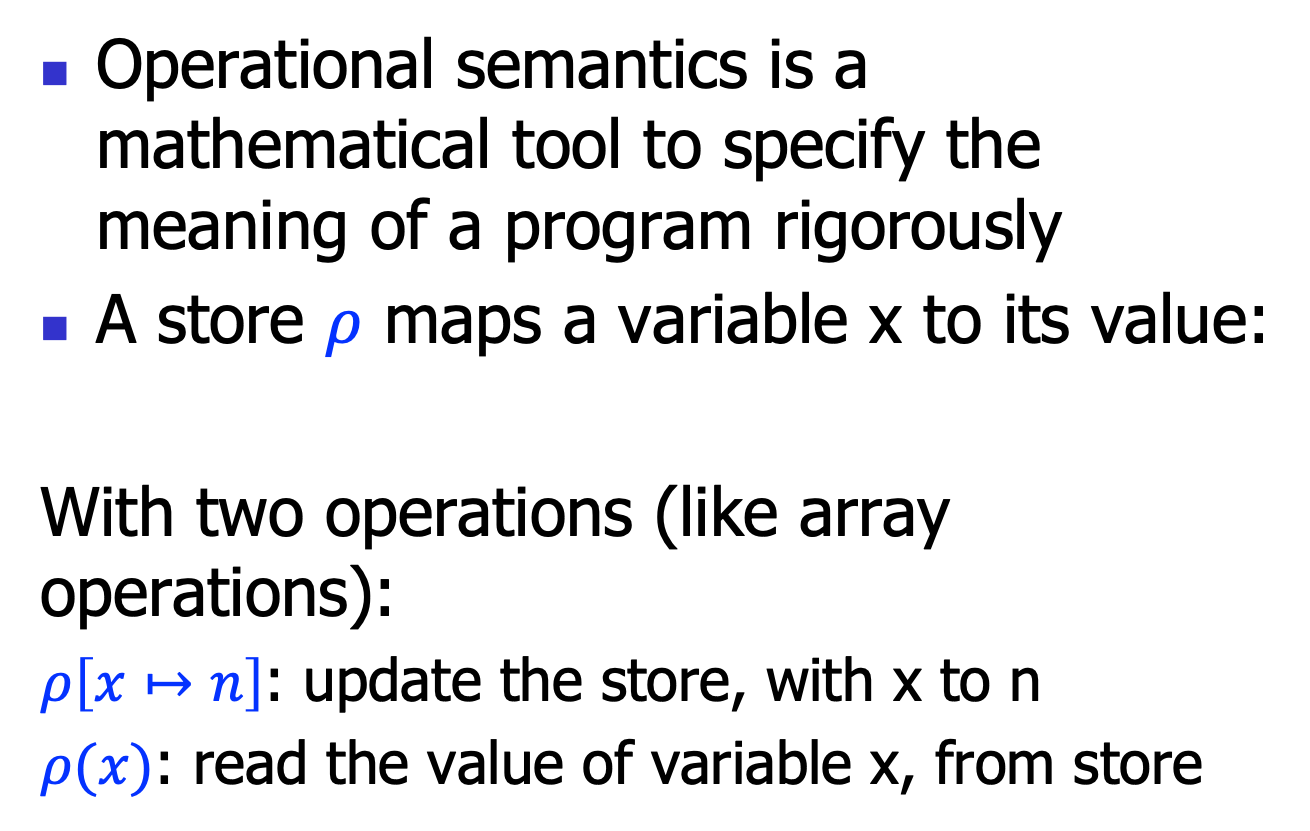 ▪ Operational semantics is a
mathematical tool to specify the
meaning of a program rigorously
▪ A store ρ maps a variable x to its value:
With two operations (like array
operations):
ρ[x ↦ n]: update the store, with x to n
ρ(x): read the value of variable x, from store